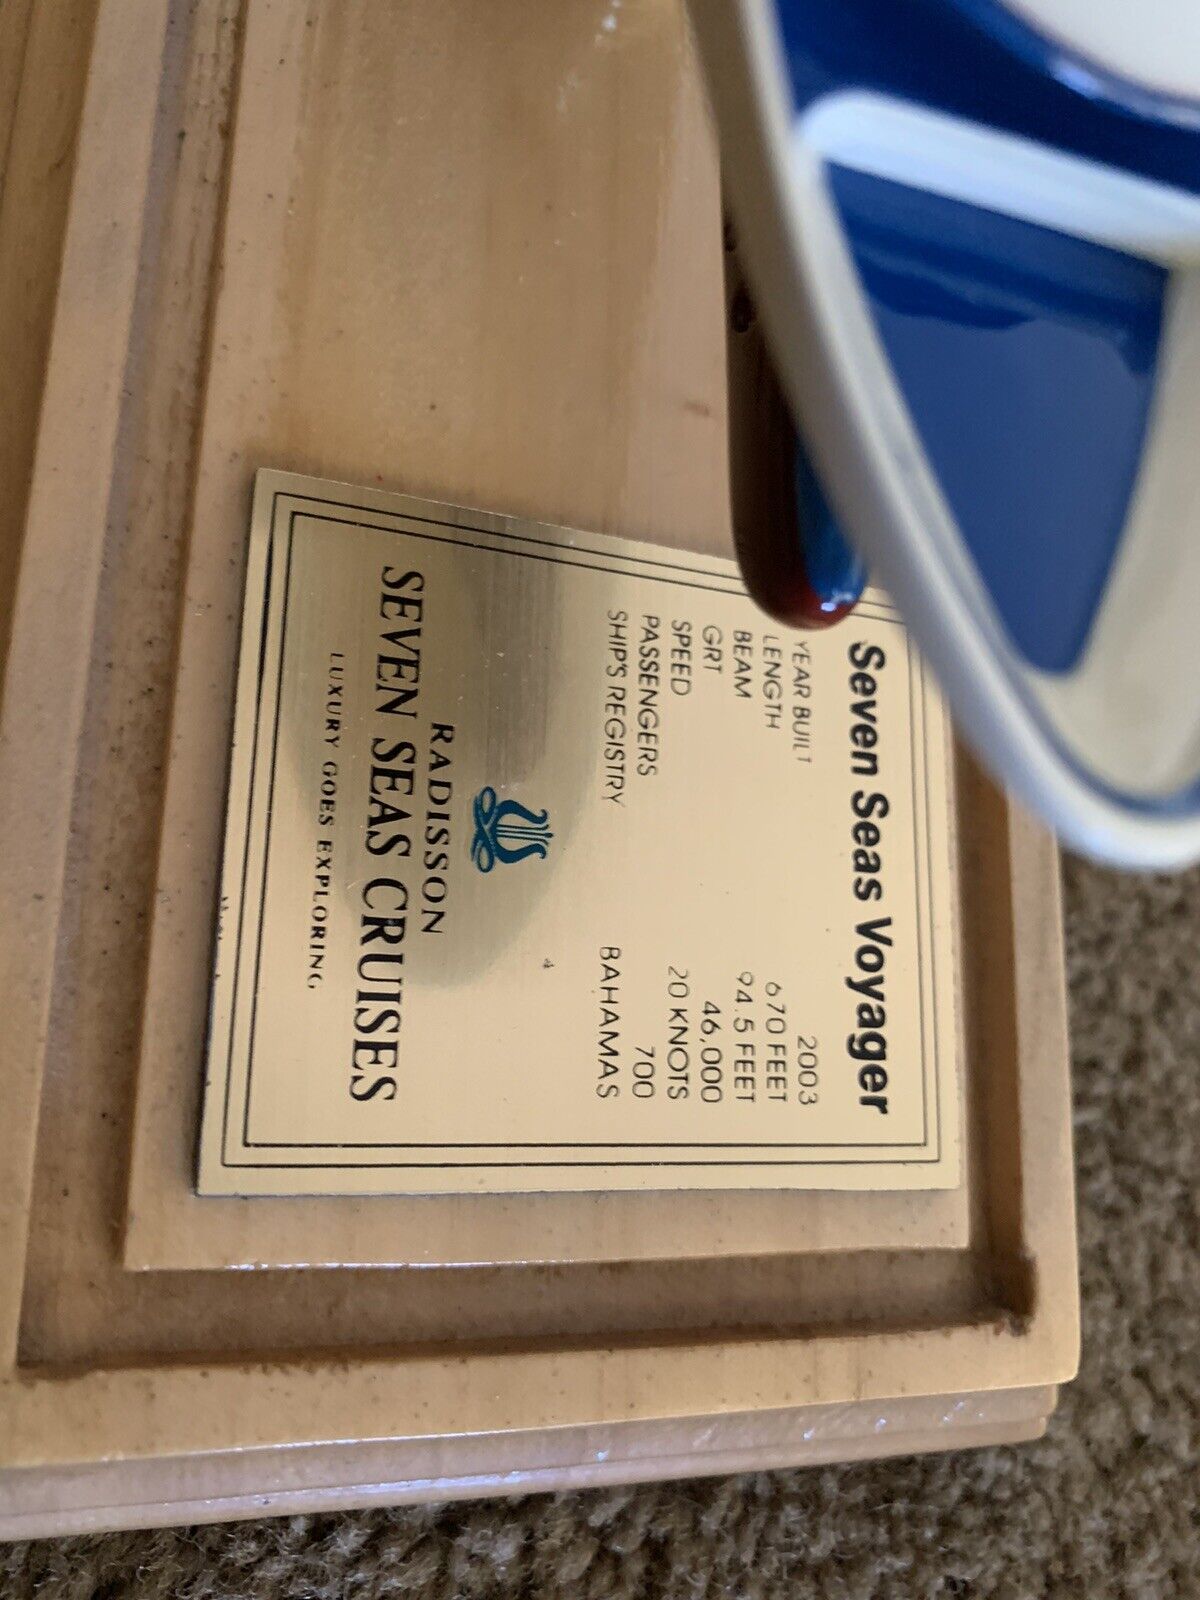 Seven Seas Voyager
YEAR BUILT 2003
LENGTH 670 FEET
BEAM 94.5 FEET
GRT 46,000
SPEED 20 KNOTS
PASSENGERS 700
SHIP'S REGISTRY BAHAMAS
RADISSON
SEVEN SEAS CRUISES
LUXURY GOES EXPLORING